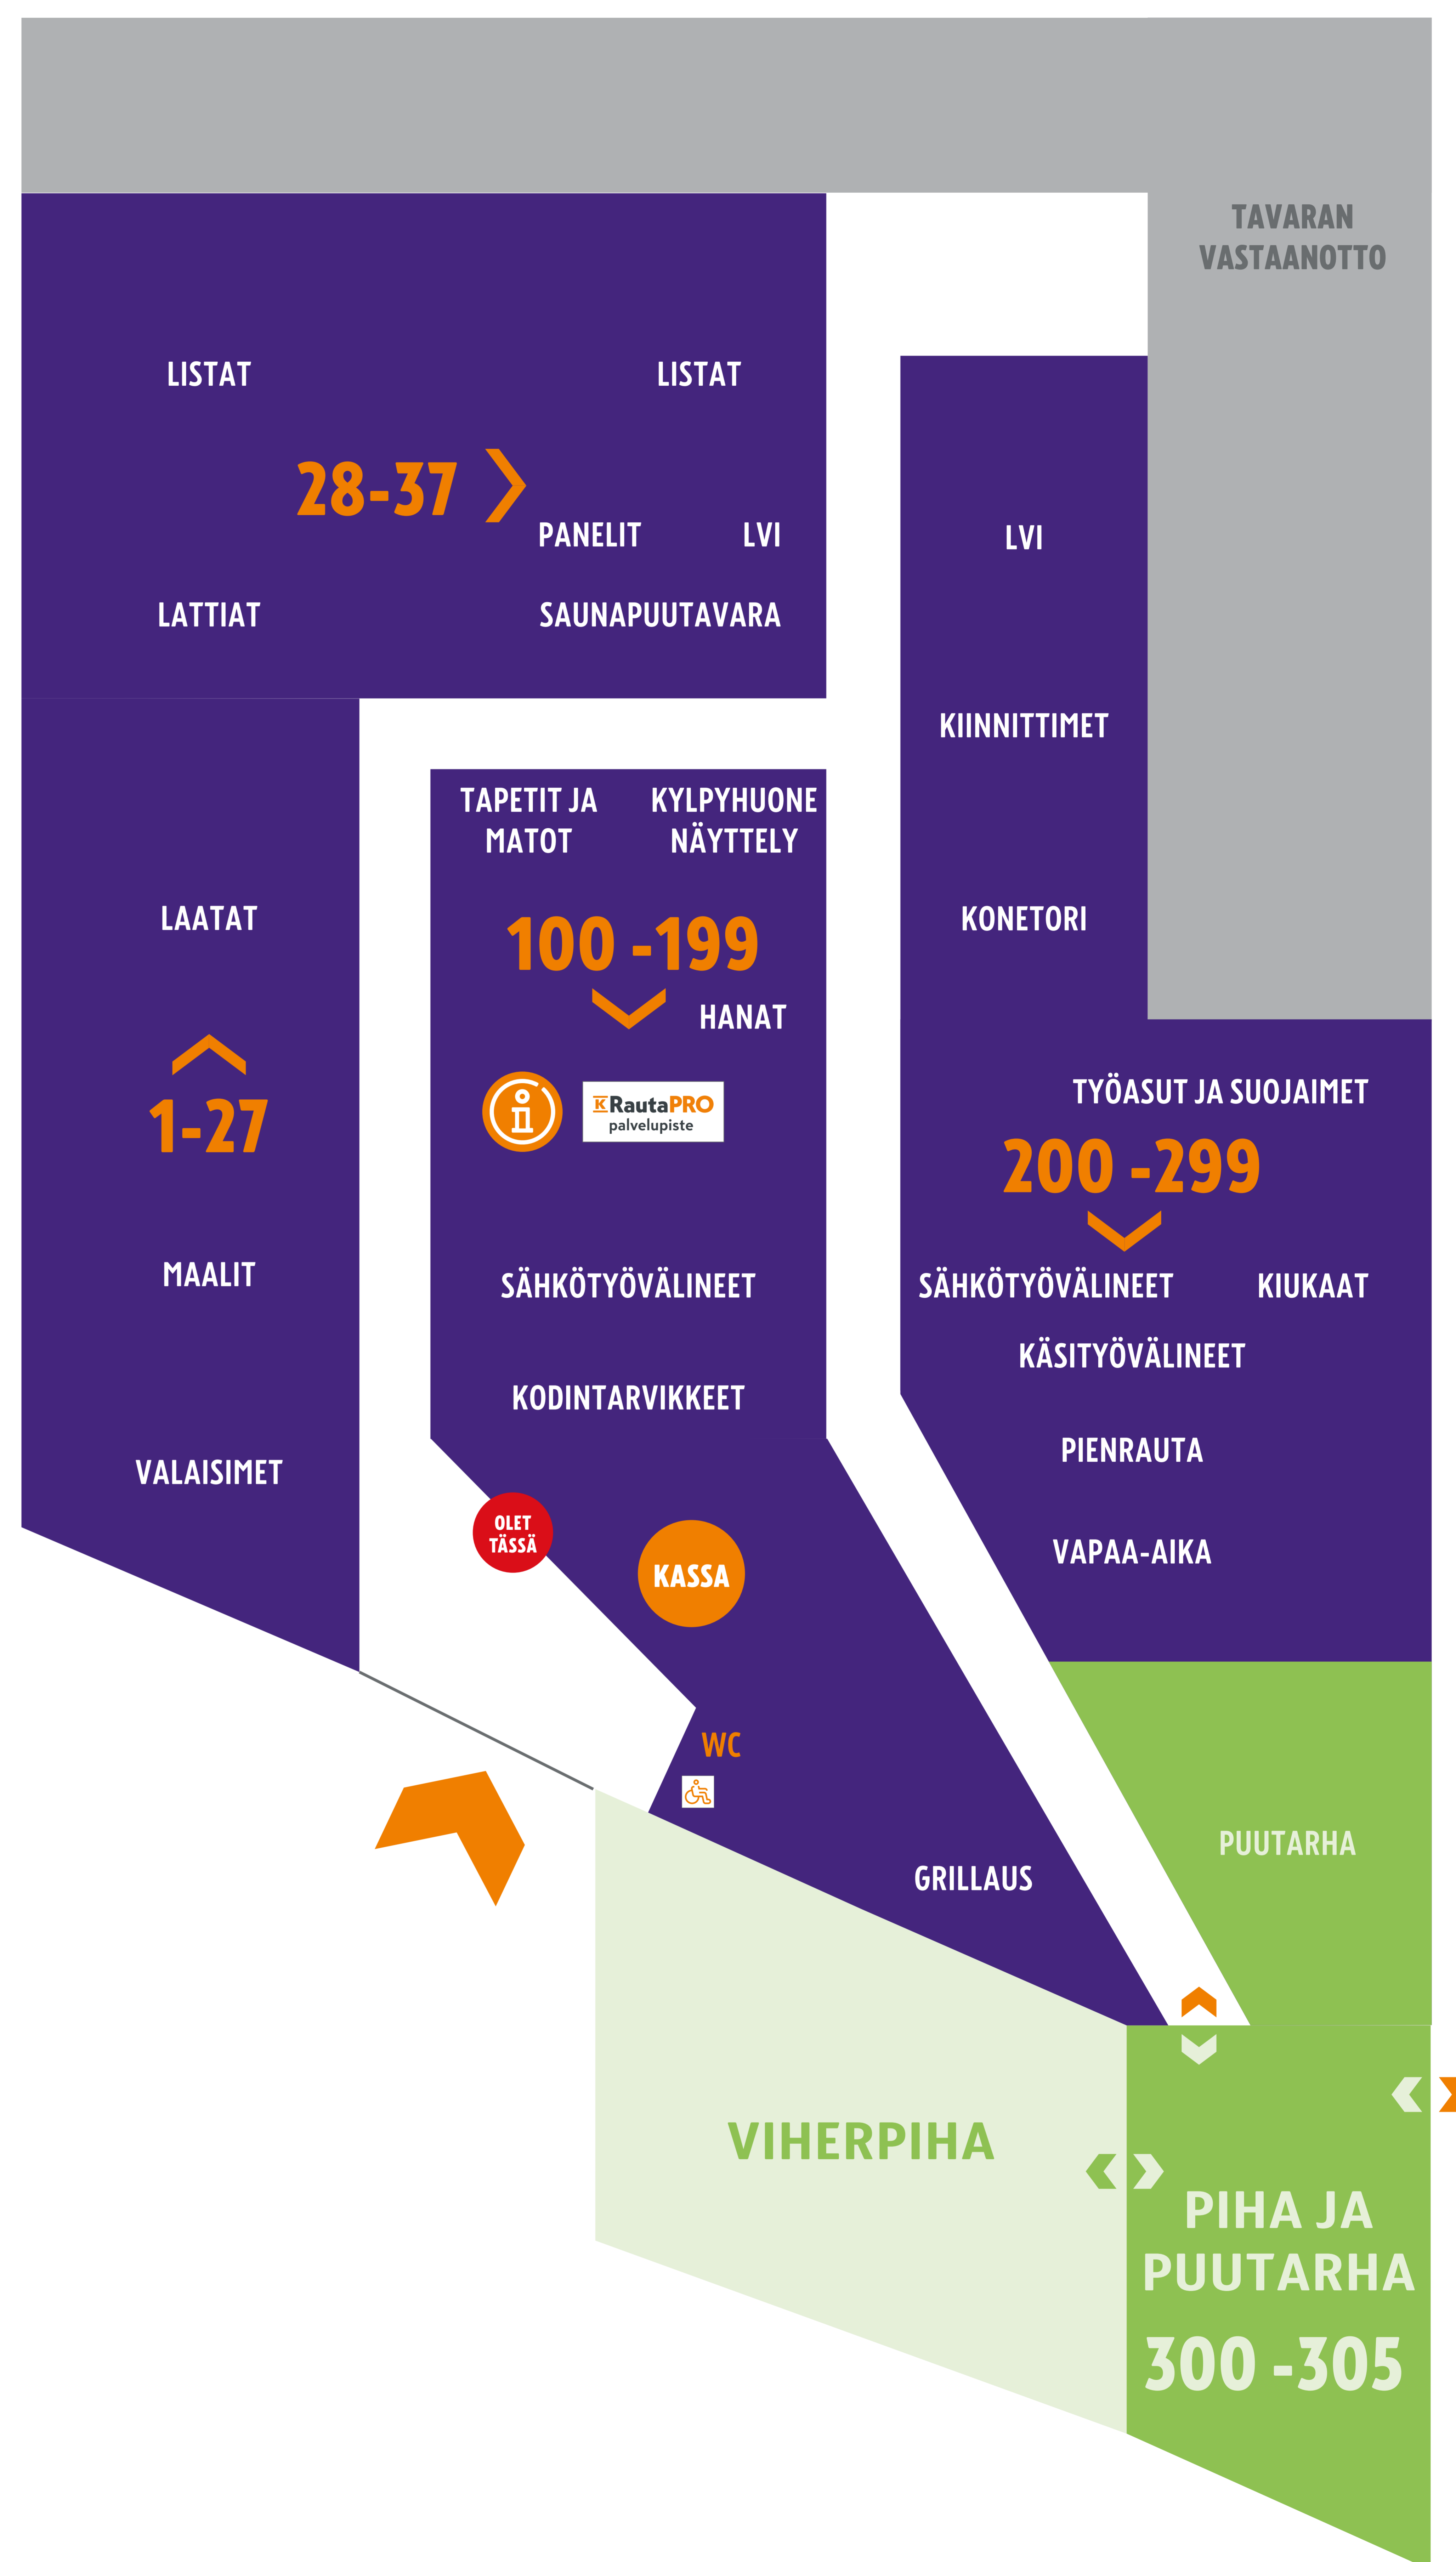 TAVARAN
VASTAANOTTO
LISTAT
LISTAT
28-37
PANELIT
LVI
LATTIAT
SAUNAPUUTAVARA
LVI
KIINNITTIMET
KONETORI
TAPETIT JA
MATOT
KYLPYHUONE
NÄYTTELY
100 -199
HANAT
K RautaPRO
palvelupiste
SÄHKÖTYÖVÄLINEET
KODINTARVIKKEET
LAATAT
1-27
MAALIT
VALAISIMET
TYÖASUT JA SUOJAIMET
200 -299
SÄHKÖTYÖVÄLINEET
KIUKAAT
KÄSITYÖVÄLINEET
PIENRAUTA
VAPAA-AIKA
OLET
TÄSSÄ
KASSA
WC
GRILLAUS
PUUTARHA
VIHERPIHA
PIHA JA
PUUTARHA
300 -305